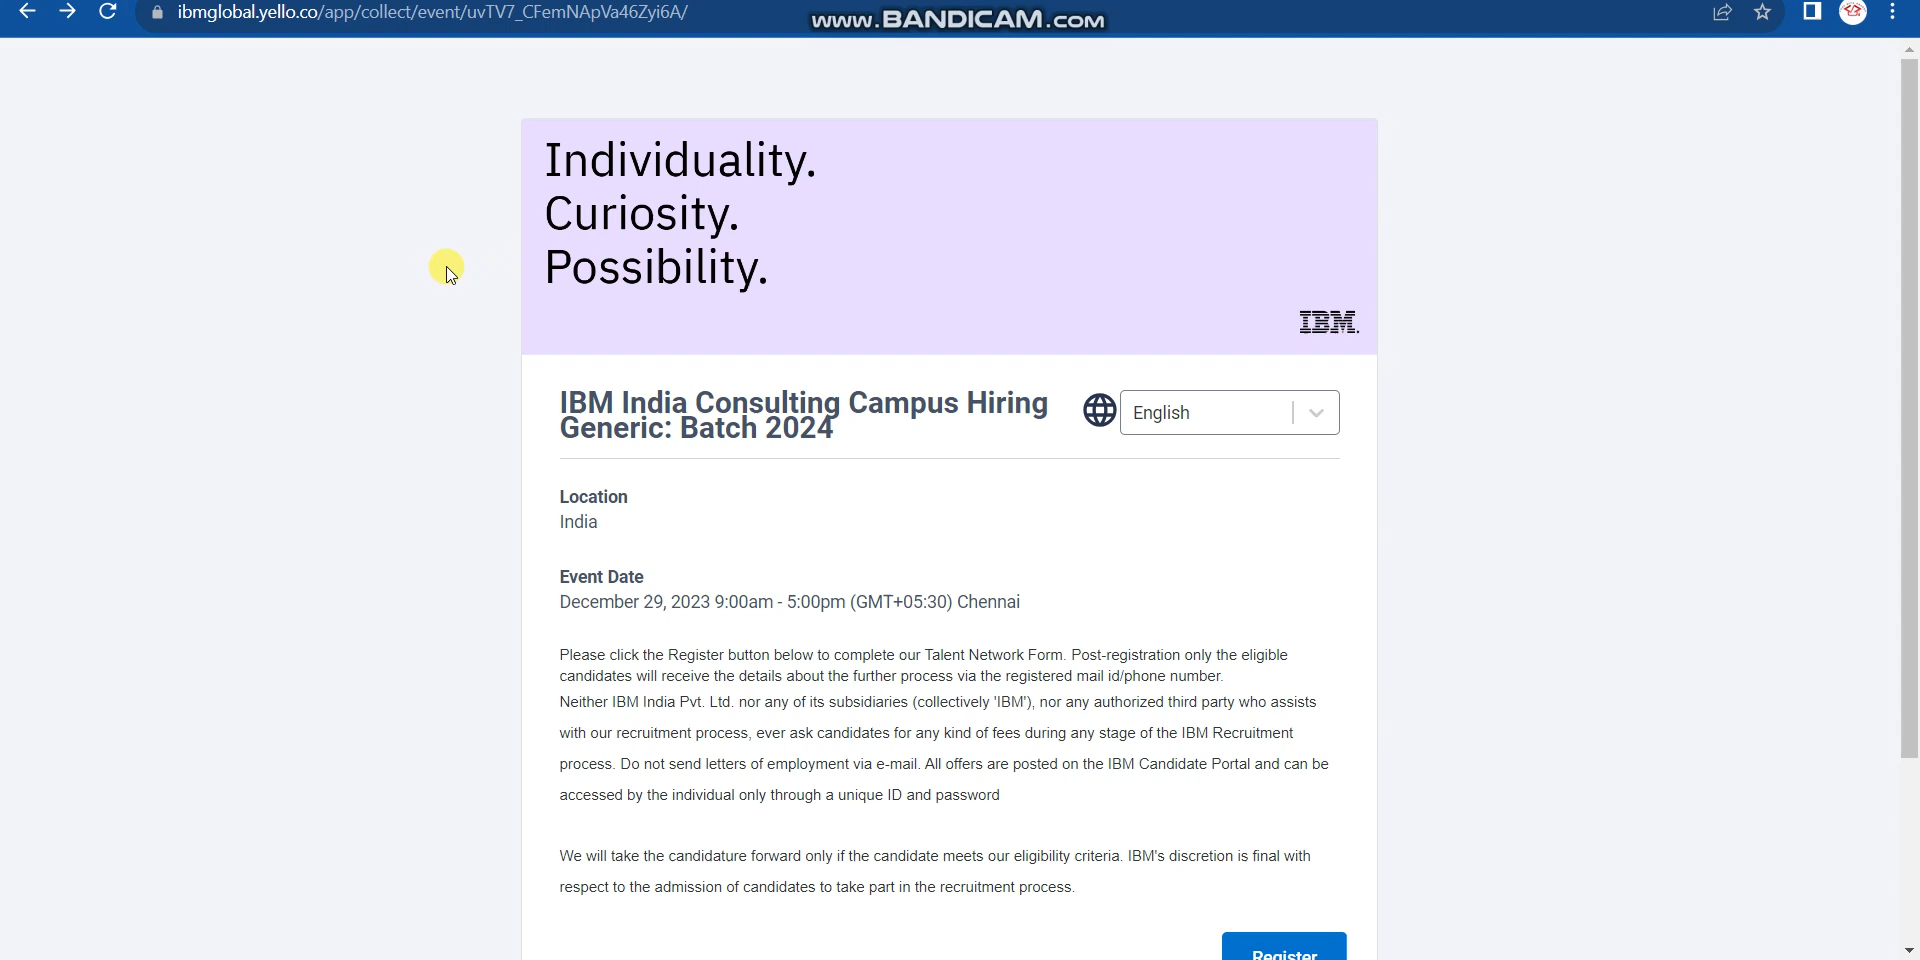 ibmglobal.yello.co/app/collect/event/uvTV7_CFemNApVa46Zyi6A/
www.BANDICAM.com
Individuality.
Curiosity.
Possibility.
IBM.
IBM India Consulting Campus Hiring
Generic: Batch 2024
English
Location
India
Event Date
December 29, 2023 9:00am - 5:00pm (GMT+05:30) Chennai
Please click the Register button below to complete our Talent Network Form. Post-registration only the eligible
candidates will receive the details about the further process via the registered mail id/phone number.
Neither IBM India Pvt. Ltd. nor any of its subsidiaries (collectively 'IBM'), nor any authorized third party who assists
with our recruitment process, ever ask candidates for any kind of fees during any stage of the IBM Recruitment
process. Do not send letters of employment via e-mail. All offers are posted on the IBM Candidate Portal and can be
accessed by the individual only through a unique ID and password
We will take the candidature forward only if the candidate meets our eligibility criteria. IBM's discretion is final with
respect to the admission of candidates to take part in the recruitment process.
Register